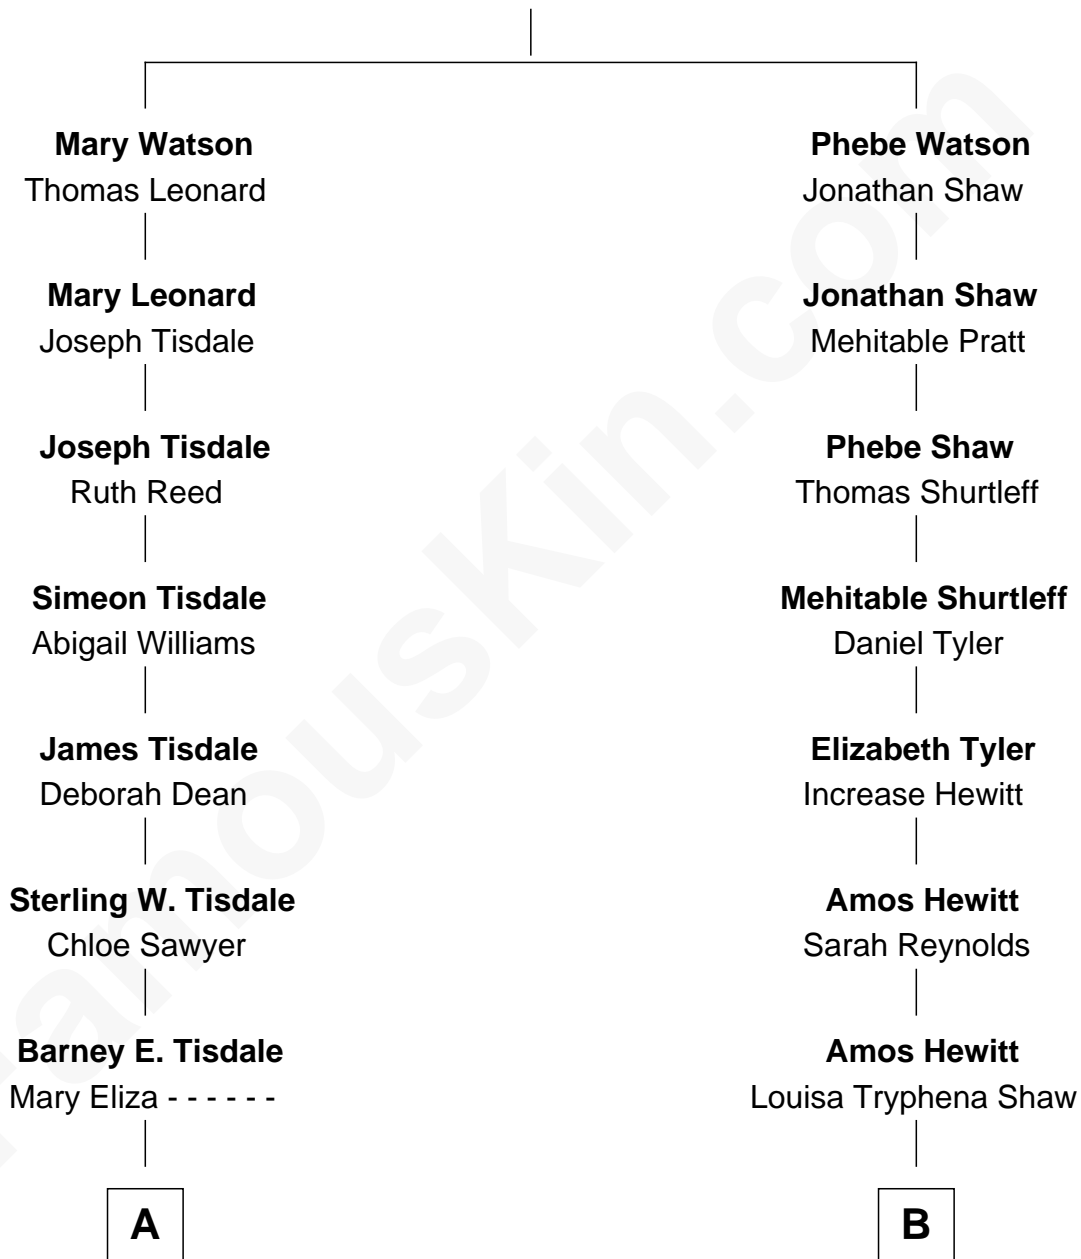 Mary Watson
Thomas Leonard
Mary Leonard
Joseph Tisdale
Joseph Tisdale
Ruth Reed
Simeon Tisdale
Abigail Williams
James Tisdale
Deborah Dean
Sterling W. Tisdale
Chloe Sawyer
Barney E. Tisdale
Mary Eliza - - - - - -
A
Phebe Watson
Jonathan Shaw
Jonathan Shaw
Mehitable Pratt
Phebe Shaw
Thomas Shurtleff
Mehitable Shurtleff
Daniel Tyler
Elizabeth Tyler
Increase Hewitt
Amos Hewitt
Sarah Reynolds
Amos Hewitt
Louisa Tryphena Shaw
B
FamousKin.com